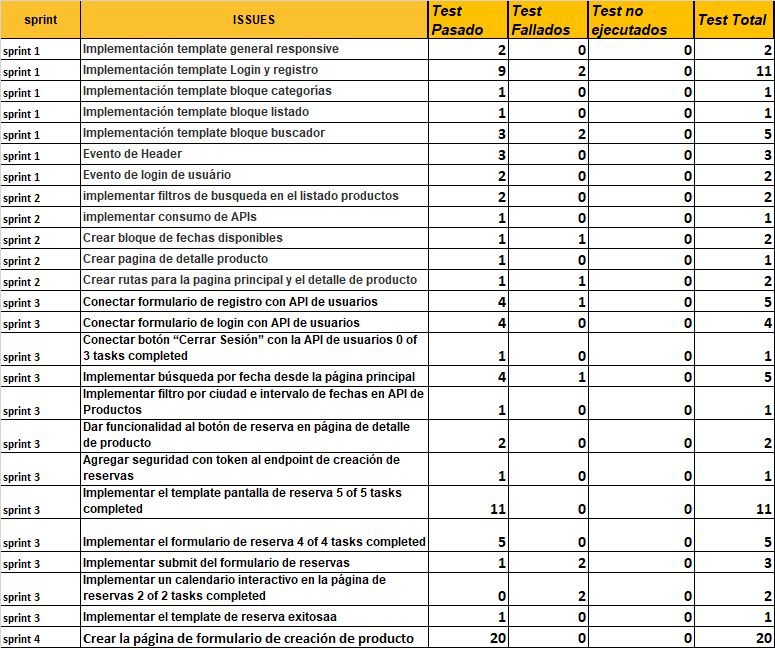 sprint ISSUES Test Pasado Test Fallados Test no ejecutados Test Total
sprint 1 Implementación template general responsive 2 0 0 2
sprint 1 Implementación template Login y registro 9 2 0 11
sprint 1 Implementación template bloque categorías 1 0 0 1
sprint 1 Implementación template bloque listado 1 0 0 1
sprint 1 Implementación template bloque buscador 3 2 0 5
sprint 1 Evento de Header 3 0 0 3
sprint 1 Evento de login de usuário 2 0 0 2
sprint 2 implementar filtros de busqueda en el listado productos 2 0 0 2
sprint 2 implementar consumo de APIs 1 0 0 1
sprint 2 Crear bloque de fechas disponibles 1 1 0 2
sprint 2 Crear pagina de detalle producto 1 0 0 1
sprint 2 Crear rutas para la pagina principal y el detalle de producto 1 1 0 2
sprint 3 Conectar formulario de registro con API de usuarios 4 1 0 5
sprint 3 Conectar formulario de login con API de usuarios 4 0 0 4
Conectar botón “Cerrar Sesión” con la API de usuarios 0 of
sprint 3 3 tasks completed 1 0 0 1
sprint 3 Implementar búsqueda por fecha desde la página principal 4 1 0 5
Implementar filtro por ciudad e intervalo de fechas en API de
sprint 3 Productos 1 0 0 1
Dar funcionalidad al botón de reserva en página de detalle
sprint 3 de producto 2 0 0 2
Agregar seguridad con token al endpoint de creación de
sprint 3 reservas 1 0 0 1
Implementar el template pantalla de reserva 5 of 5 tasks
sprint 3 completed 11 0 0 11
sprint 3 Implementar el formulario de reserva 4 of 4 tasks completed 5 0 0 5
sprint 3 Implementar submit del formulario de reservas 1 2 0 3
Implementar un calendario interactivo en la página de
sprint 3 reservas 2 of 2 tasks completed 0 2 0 2
sprint 3 Implementar el template de reserva exitosaa 1 0 0 1
sprint 4 Crear la página de formulario de creación de producto 20 0 0 20